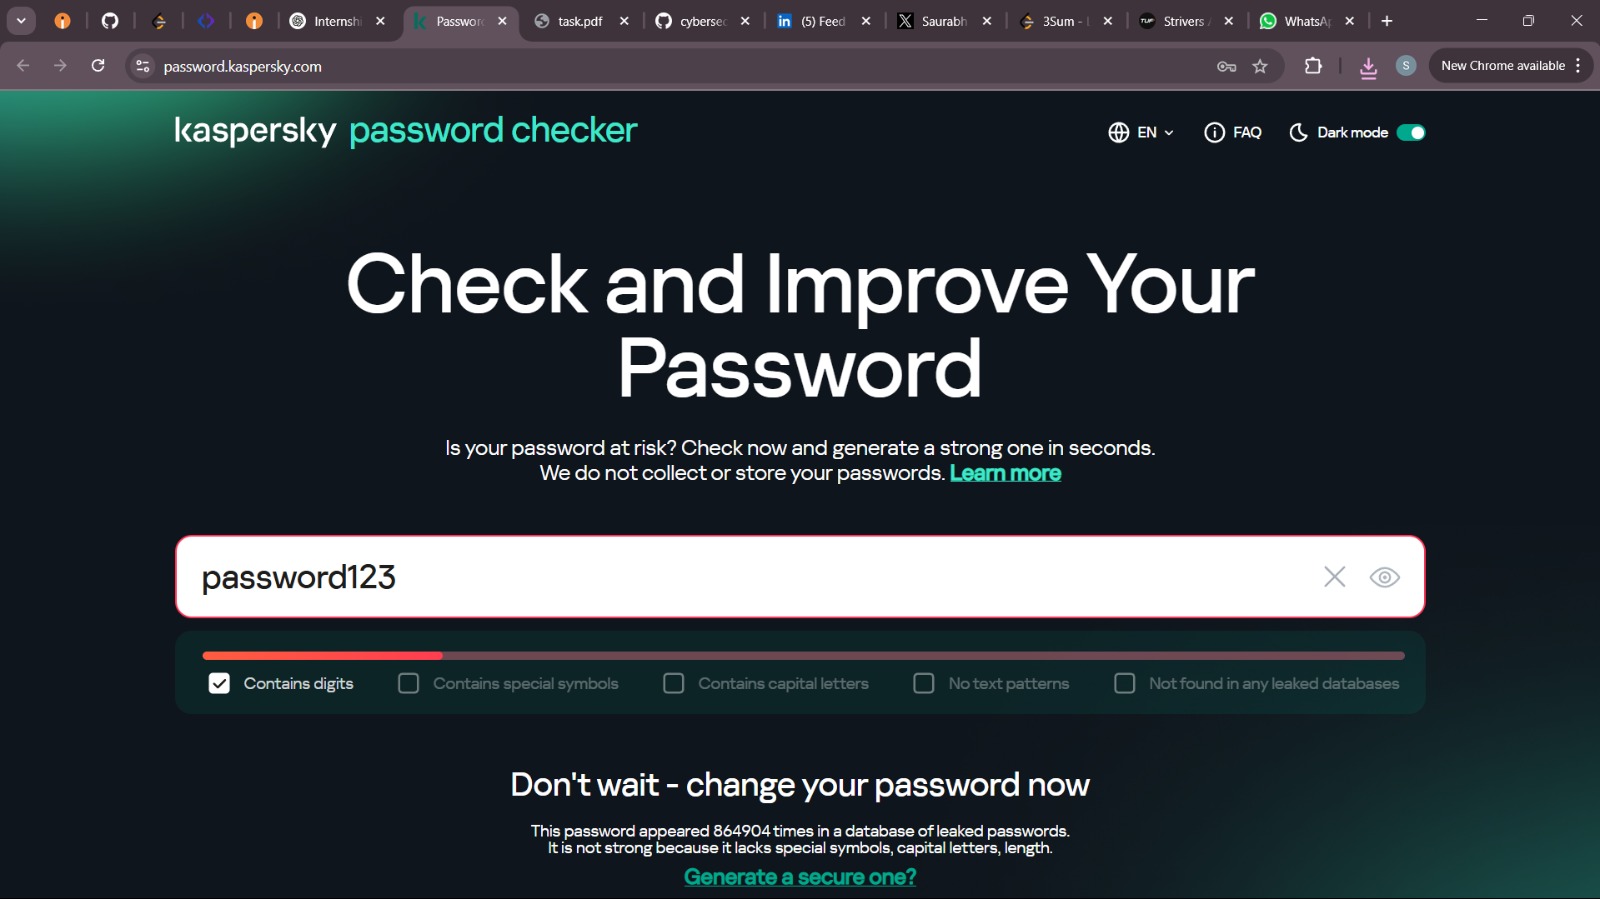 Internshi
Passwor
task.pdf
cybersec
(5) Feed
Saurabh
3Sum -
Strivers
WhatsAp
password.kaspersky.com
S
New Chrome available
kaspersky password checker
EN
FAQ
Dark mode
Check and Improve Your
Password
Is your password at risk? Check now and generate a strong one in seconds.
We do not collect or store your passwords. Learn more
password123
Contains digits
Contains special symbols
Contains capital letters
No text patterns
Not found in any leaked databases
Don't wait - change your password now
This password appeared 864904 times in a database of leaked passwords.
It is not strong because it lacks special symbols, capital letters, length.
Generate a secure one?